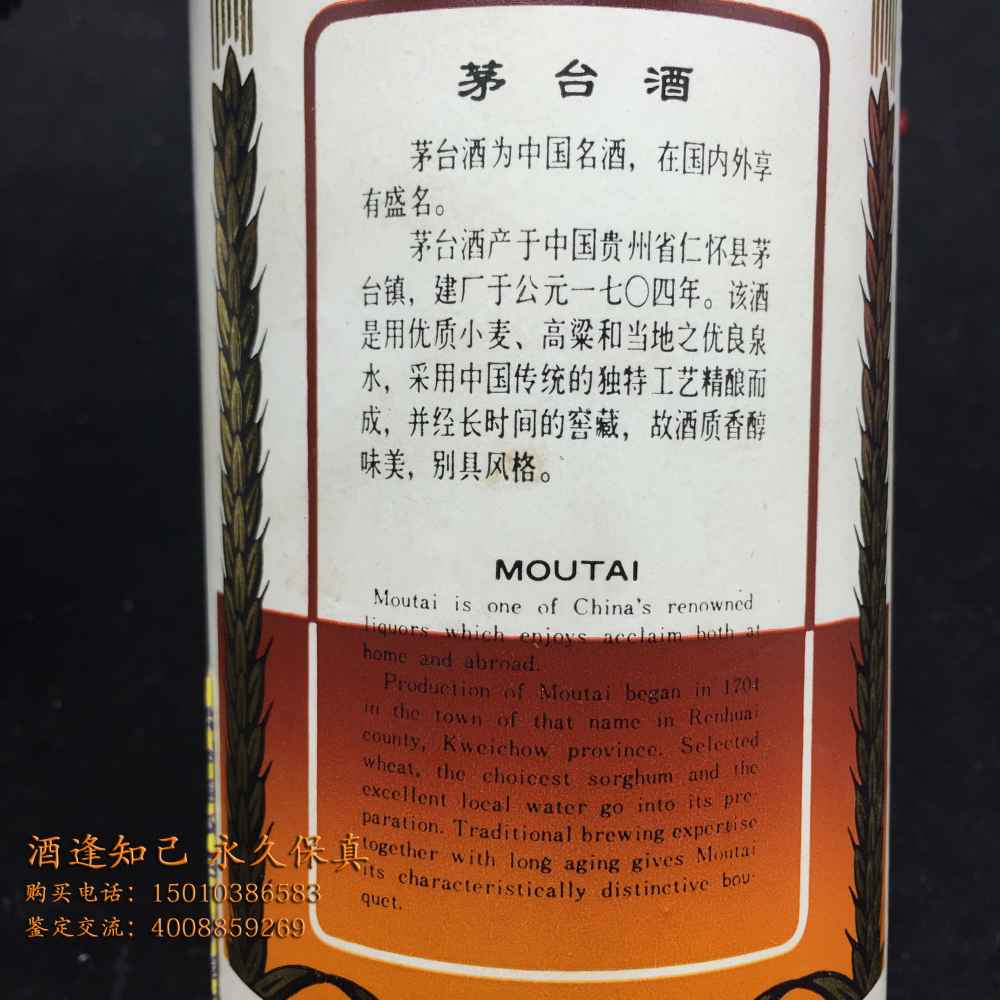 茅台酒
茅台酒为中国名酒，在国内外享
有盛名。
茅台酒产于中国贵州省仁怀县茅
台镇，建厂于公元一七〇四年。该酒
是用优质小麦、高粱和当地之优良泉
水，采用中国传统的独特工艺精酿而
成，并经长时间的窖藏，故酒质香醇
味美，别具风格。
MOUTAI
Moutai is one of China's renowned
liquors which enjoys acclaim both at
home and abroad.
Production of Moutai began in 1704
in the town of that name in Renhuai
county, Kweichow province. Selected
wheat, the choicest sorghum and the
excellent local water go into its pre-
paration. Traditional brewing expertise
together with long aging gives Moutai
its characteristically distinctive bou-
quet.
酒逢知己 永久保真
购买电话：15010386583
鉴定交流：4008859269